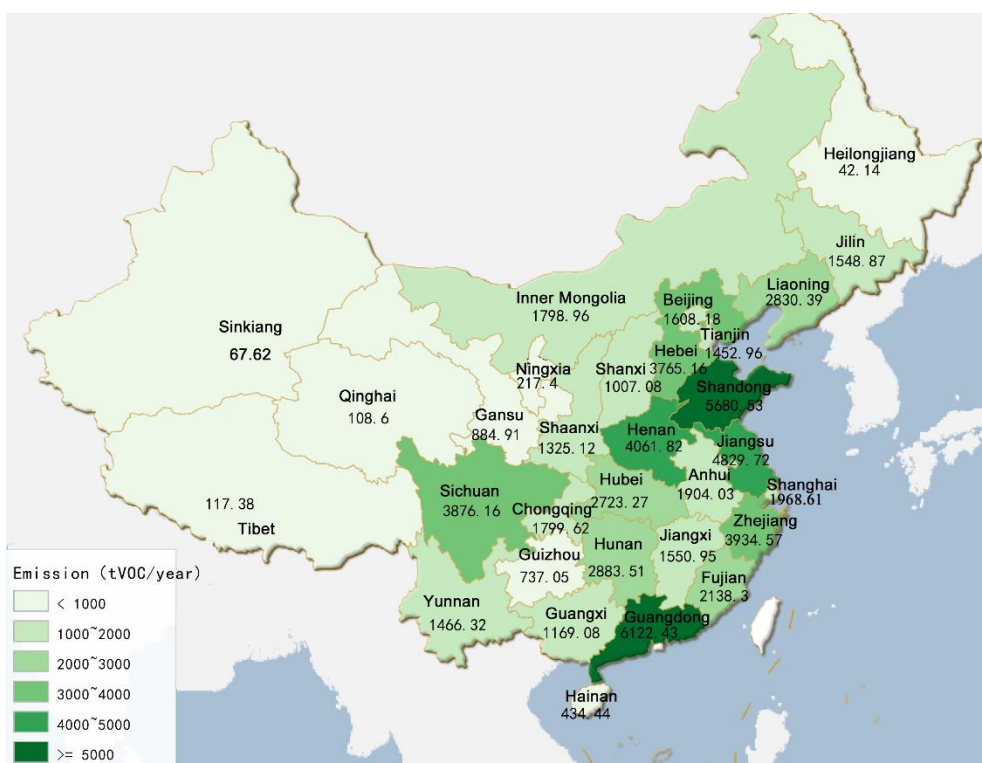 Heilongjiang
42.14
Jilin
1548.87
Liaoning
2830.39
Inner Mongolia
1798.96
Beijing
1608.18
Tianjin
1452.96
Hebei
3765.16
Sinkiang
67.62
Ningxia
217.4
Shanxi
1007.08
Shandong
5680.53
Qinghai
108.6
Gansu
884.91
Shaanxi
1325.12
Henan
4061.82
Jiangsu
4829.72
Anhui
1904.03
Shanghai
1968.61
Hubei
2723.27
Sichuan
3876.16
117.38
Tibet
Chongqing
1799.62
Zhejiang
3934.57
Jiangxi
1550.95
Hunan
2883.51
Guizhou
737.05
Fujian
2138.3
Yunnan
1466.32
Guangxi
1169.08
Guangdong
6122.43
Hainan
434.44
Emission (tVOC/year)
< 1000
1000~2000
2000~3000
3000~4000
4000~5000
>= 5000